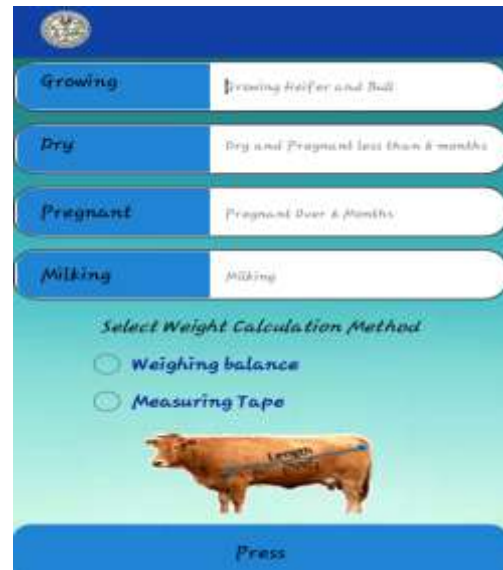 Growing
Growing Heifer and Bull
Dry
Dry and Pregnant less than 6 months
Pregnant
Pregnant Over 6 Months
Milking
Milking
Select Weight Calculation Method
Weighing balance
Measuring Tape
Length
Press